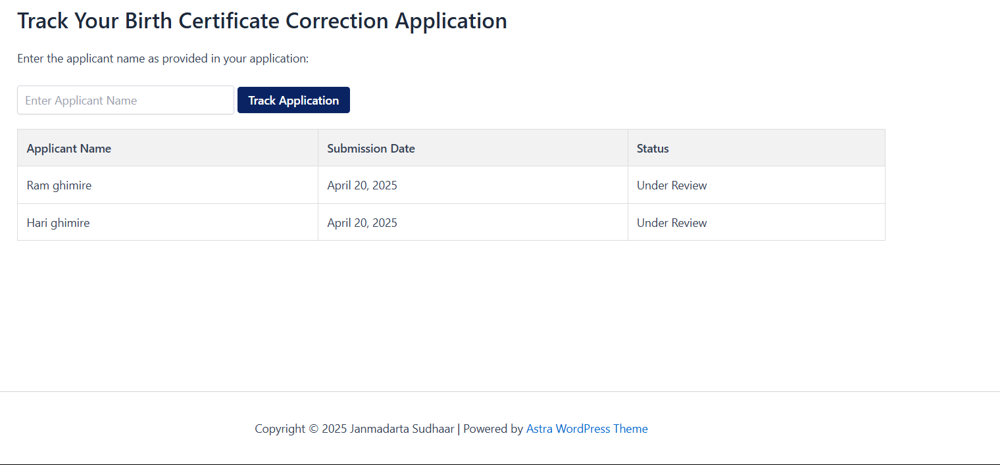 Track Your Birth Certificate Correction Application
Enter the applicant name as provided in your application:
Enter Applicant Name Track Application
Applicant Name Submission Date Status
Ram ghimire April 20, 2025 Under Review
Hari ghimire April 20, 2025 Under Review
Copyright © 2025 Janmadarta Sudhaar | Powered by Astra WordPress Theme